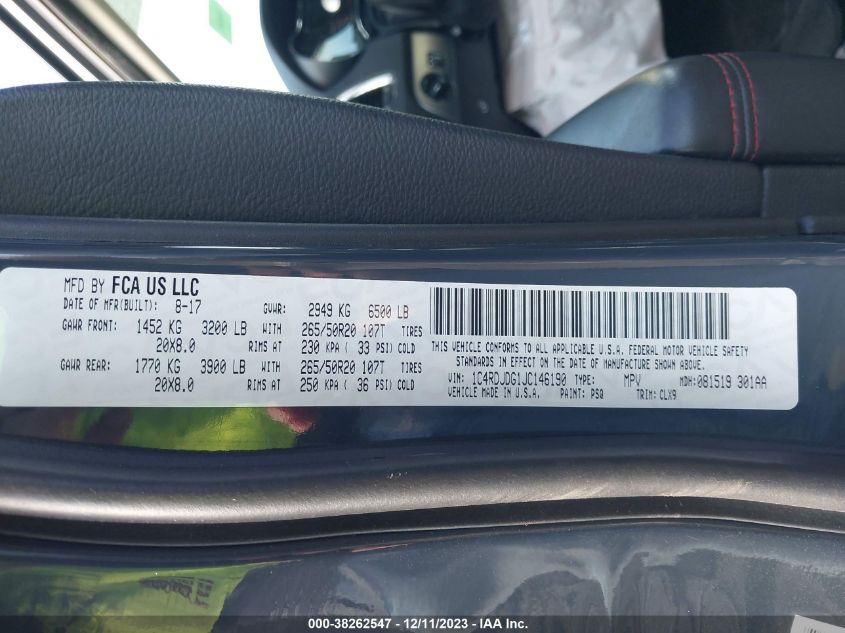 MFD BY FCA US LLC
DATE OF MFR(BUILT): 8-17 GVWR: 2949 KG 6500 LB
GAWR FRONT: 1452 KG 3200 LB WITH 265/50R20 107T TIRES
20X8.0 RIMS AT 230 KPA ( 33 PSI) COLD
GAWR REAR: 1770 KG 3900 LB WITH 265/50R20 107T TIRES
20X8.0 RIMS AT 250 KPA ( 36 PSI) COLD
THIS VEHICLE CONFORMS TO ALL APPLICABLE U.S.A. FEDERAL MOTOR VEHICLE SAFETY
STANDARDS IN EFFECT ON THE DATE OF MANUFACTURE SHOWN ABOVE.
VIN: 1C4RDJDG1JC146190 TYPE: MPV MDH: 081519 301AA
VEHICLE MADE IN U.S.A. PAINT: PSQ TRIM: CLX9
000-38262547 - 12/11/2023 - IAAI.com